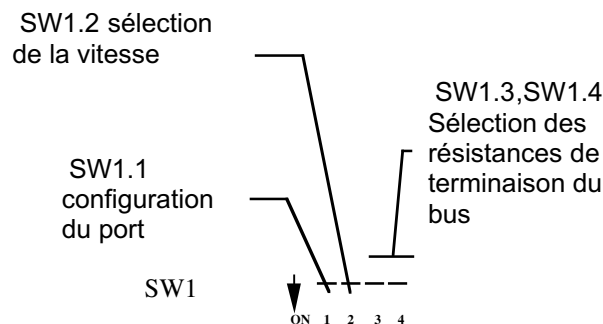 SW1.2 sélection
de la vitesse
SW1.3,SW1.4
Sélection des
résistances de
terminaison du
bus
SW1.1
configuration
du port
SW1
ON 1 2 3 4